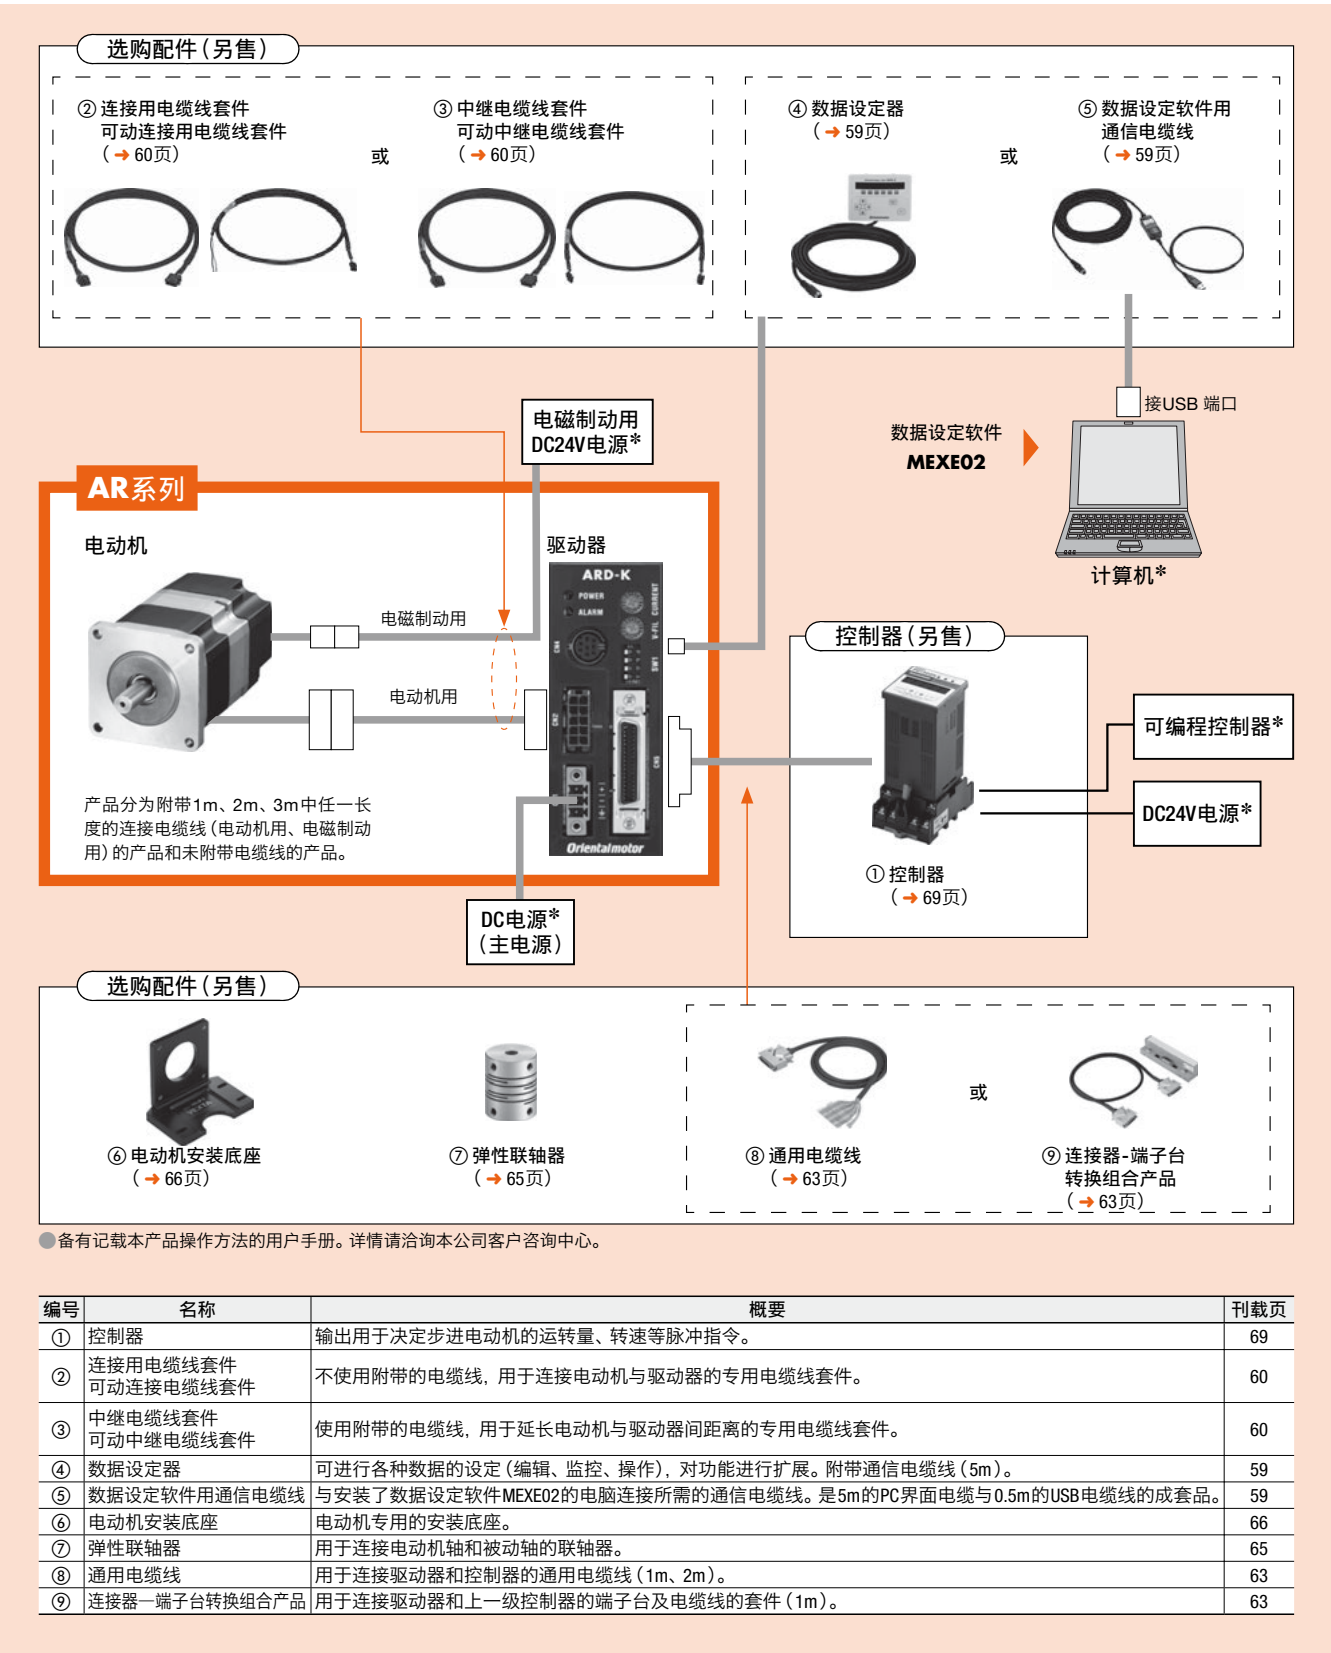 选购配件（另售）
②连接用电缆线套件
可动连接用电缆线套件
（➜60页）
或
③中继电缆线套件
可动中继电缆线套件
（➜60页）
④数据设定器
（➜59页）
或
⑤数据设定软件用
通信电缆线
（➜59页）
接USB 端口
数据设定软件
MEXE02
计算机*
电磁制动用
DC24V电源*
AR系列
电动机
驱动器
ARD-K
POWER
ALARM
CURRENT
V-FIL
SW1
CN4
CN2
CN5
Orientalmotor
电磁制动用
电动机用
产品分为附带1m、2m、3m中任一长
度的连接电缆线（电动机用、电磁制动
用）的产品和未附带电缆线的产品。
DC电源*
（主电源）
控制器（另售）
①控制器
（➜69页）
可编程控制器*
DC24V电源*
选购配件（另售）
⑥电动机安装底座
（➜66页）
⑦弹性联轴器
（➜65页）
⑧通用电缆线
（➜63页）
或
⑨连接器-端子台
转换组合产品
（➜63页）
●备有记载本产品操作方法的用户手册。详情请洽询本公司客户咨询中心。
编号 名称 概要 刊载页
① 控制器 输出用于决定步进电动机的运转量、转速等脉冲指令。 69
② 连接用电缆线套件
可动连接电缆线套件 不使用附带的电缆线，用于连接电动机与驱动器的专用电缆线套件。 60
③ 中继电缆线套件
可动中继电缆线套件 使用附带的电缆线，用于延长电动机与驱动器间距离的专用电缆线套件。 60
④ 数据设定器 可进行各种数据的设定（编辑、监控、操作），对功能进行扩展。附带通信电缆线（5m）。 59
⑤ 数据设定软件用通信电缆线 与安装了数据设定软件MEXE02的电脑连接所需的通信电缆线。是5m的PC界面电缆与0.5m的USB电缆线的成套品。 59
⑥ 电动机安装底座 电动机专用的安装底座。 66
⑦ 弹性联轴器 用于连接电动机轴和被动轴的联轴器。 65
⑧ 通用电缆线 用于连接驱动器和控制器的通用电缆线（1m、2m）。 63
⑨ 连接器—端子台转换组合产品 用于连接驱动器和上一级控制器的端子台及电缆线的套件（1m）。 63